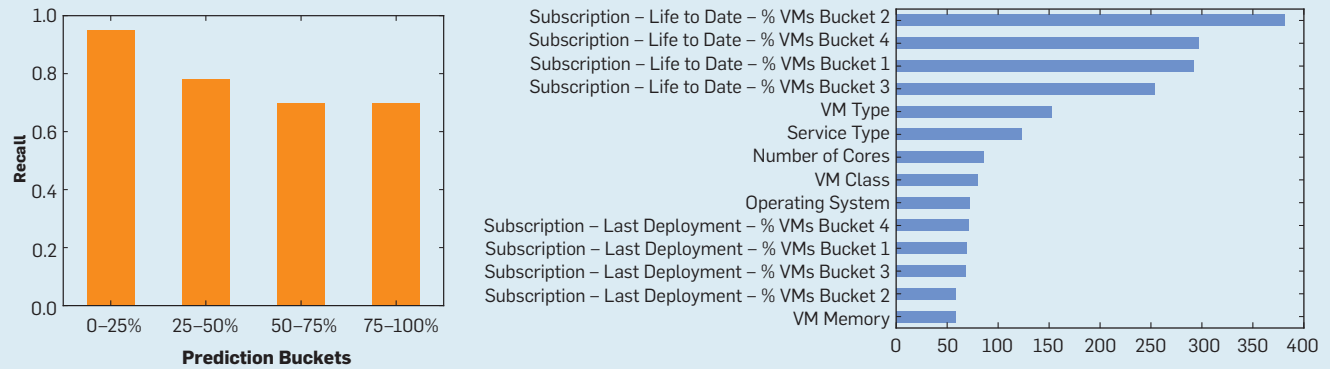 1.0
0.8
0.6
0.4
0.2
0.0
Recall
0–25%
25–50%
50–75%
75–100%
Prediction Buckets
Subscription – Life to Date – % VMs Bucket 2
Subscription – Life to Date – % VMs Bucket 4
Subscription – Life to Date – % VMs Bucket 1
Subscription – Life to Date – % VMs Bucket 3
VM Type
Service Type
Number of Cores
VM Class
Operating System
Subscription – Last Deployment – % VMs Bucket 4
Subscription – Last Deployment – % VMs Bucket 1
Subscription – Last Deployment – % VMs Bucket 3
Subscription – Last Deployment – % VMs Bucket 2
VM Memory
0 50 100 150 200 250 300 350 400